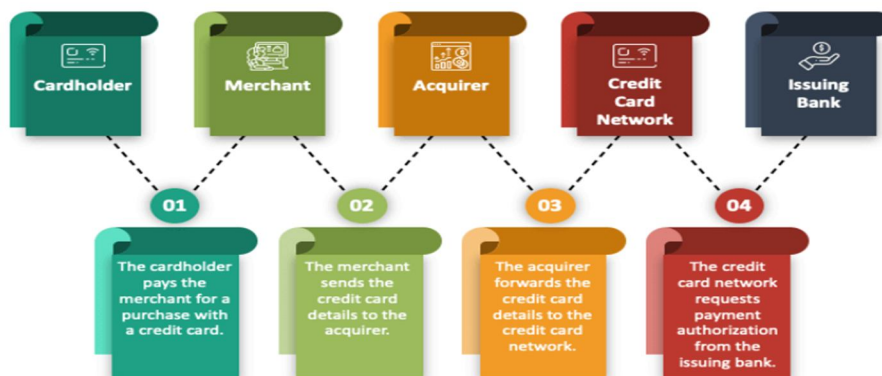 Cardholder
Merchant
Acquirer
Credit
Card
Network
Issuing
Bank
01
02
03
04
The cardholder
pays the
merchant for a
purchase with
a credit card.
The merchant
sends the
credit card
details to the
acquirer.
The acquirer
forwards the
credit card
details to the
credit card
network.
The credit
card network
requests
payment
authorization
from the
issuing bank.